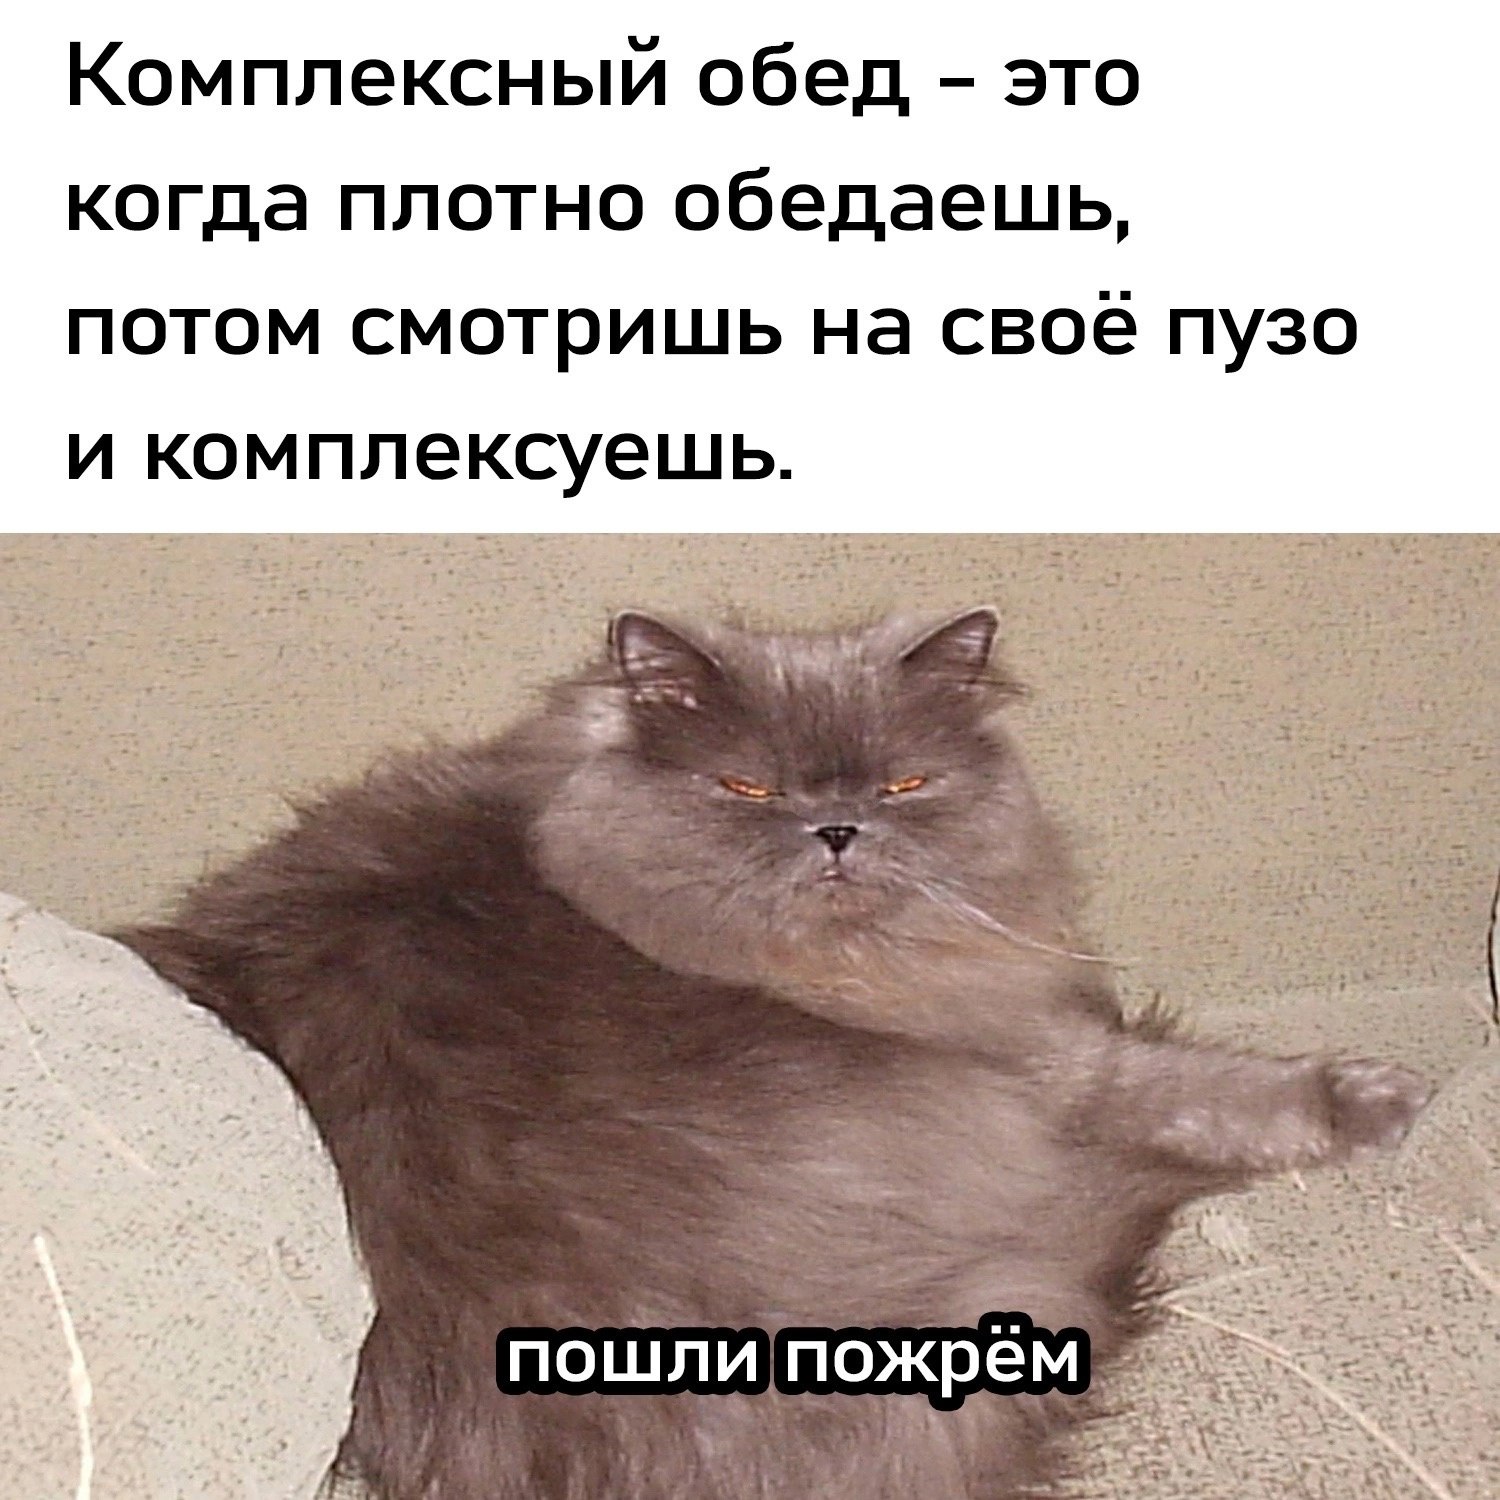 Комплексный обед - это
когда плотно обедаешь,
потом смотришь на своё пузо
и комплексуешь.
пошли пожрём